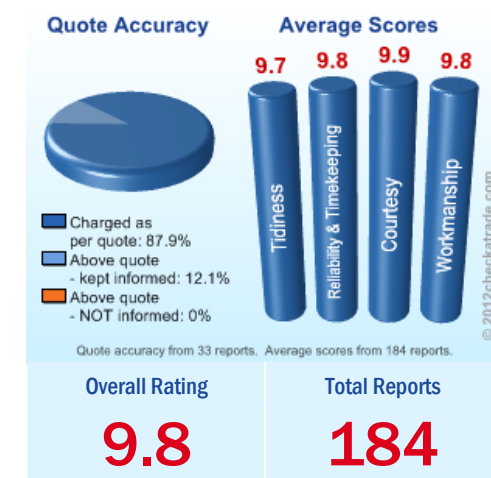 Quote Accuracy
Charged as
per quote: 87.9%
Above quote
- kept informed: 12.1%
Above quote
- NOT informed: 0%
Average Scores
9.7
9.8
9.9
9.8
Tidiness
Reliability & Timekeeping
Courtesy
Workmanship
© 2012checkatrade.com
Quote accuracy from 33 reports. Average scores from 184 reports.
Overall Rating
9.8
Total Reports
184